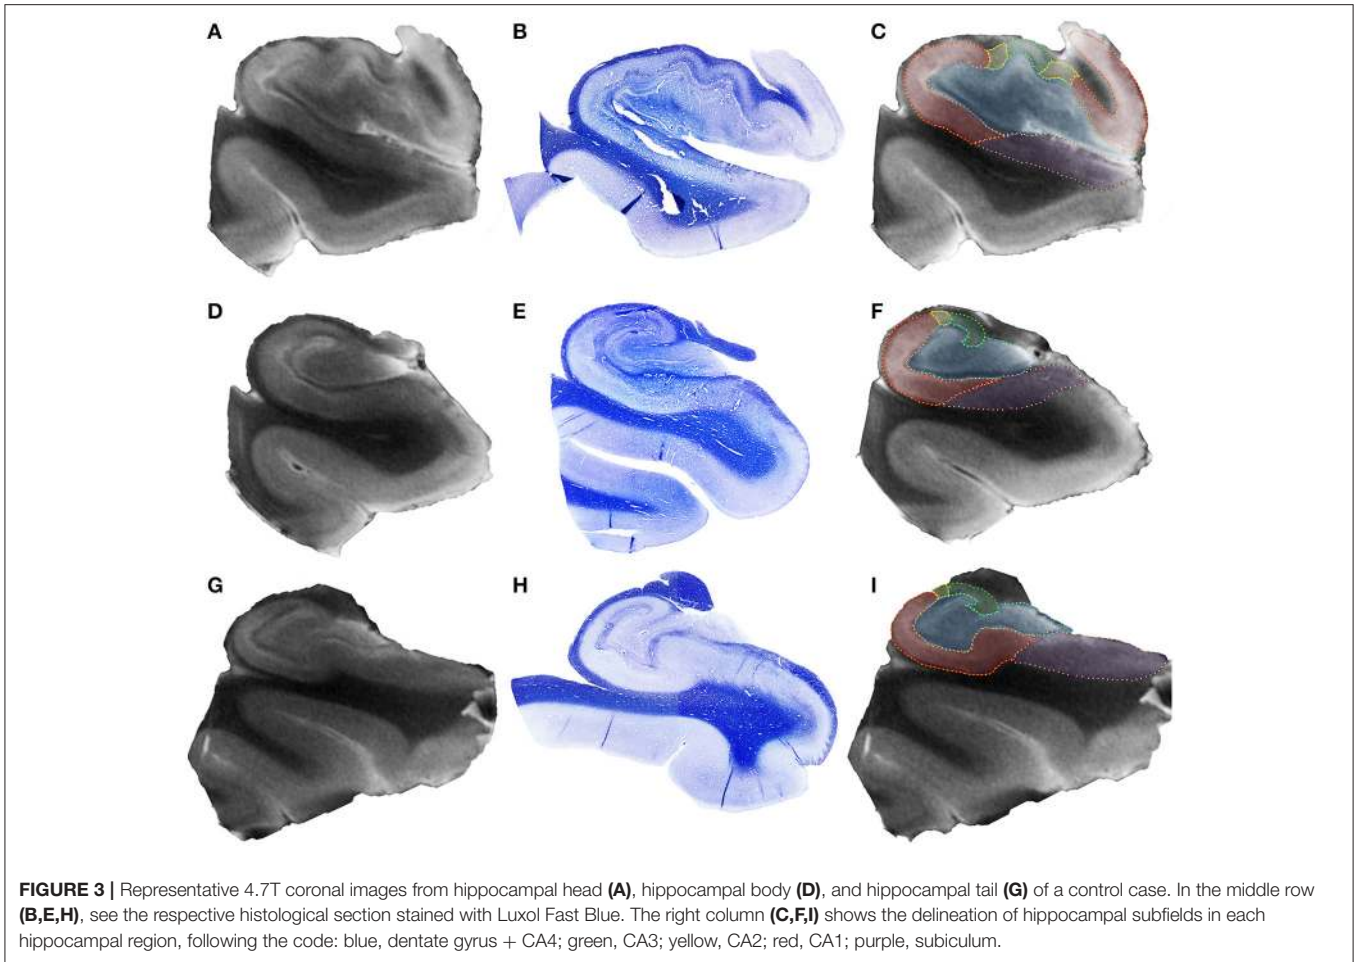 A
B
C
D
E
F
G
H
I
FIGURE 3 | Representative 4.7T coronal images from hippocampal head (A), hippocampal body (D), and hippocampal tail (G) of a control case. In the middle row
(B,E,H), see the respective histological section stained with Luxol Fast Blue. The right column (C,F,I) shows the delineation of hippocampal subfields in each
hippocampal region, following the code: blue, dentate gyrus + CA4; green, CA3; yellow, CA2; red, CA1; purple, subiculum.